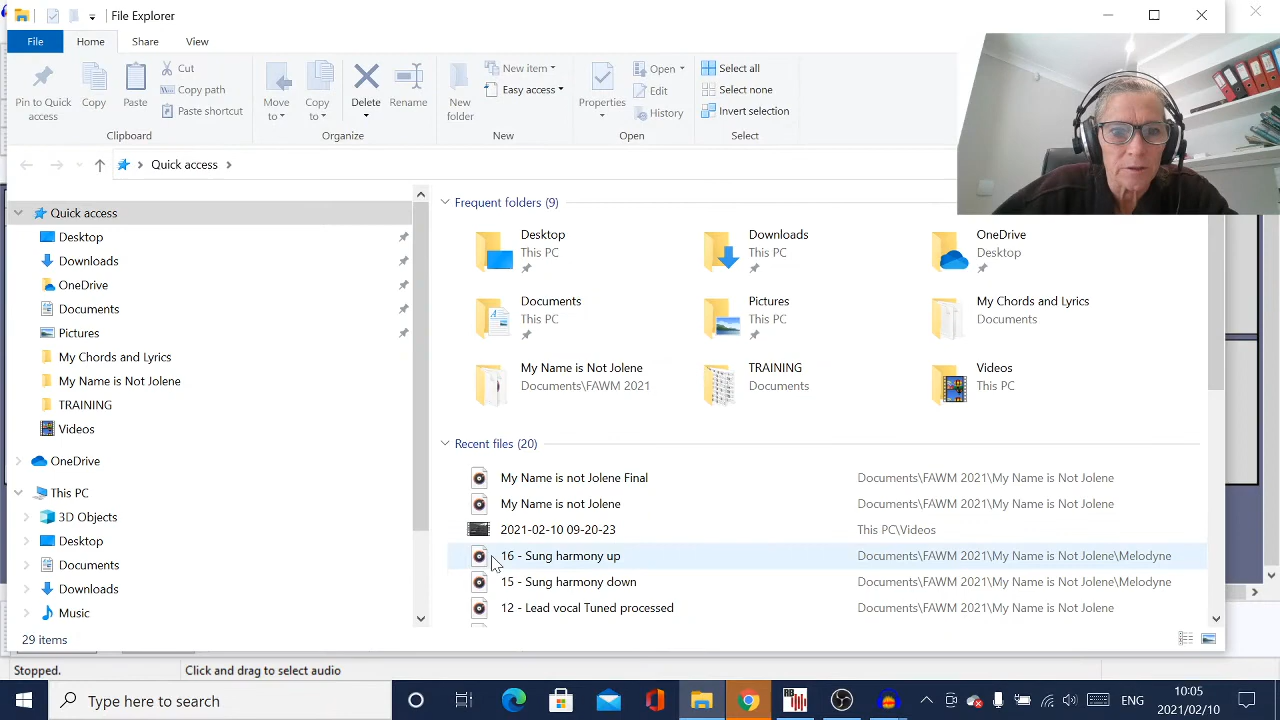 File Explorer
File Home Share View
Pin to Quick access
Copy
Paste
Cut
Copy path
Paste shortcut
Clipboard
Move to
Copy to
Delete
Rename
Organize
New folder
New item
Easy access
New
Properties
Open
Edit
History
Open
Select all
Select none
Invert selection
Select
Quick access
Quick access
Desktop
Downloads
OneDrive
Documents
Pictures
My Chords and Lyrics
My Name is Not Jolene
TRAINING
Videos
OneDrive
This PC
3D Objects
Desktop
Documents
Downloads
Music
Frequent folders (9)
Desktop
This PC
Downloads
This PC
OneDrive
Desktop
Documents
This PC
Pictures
This PC
My Chords and Lyrics
Documents
My Name is Not Jolene
Documents\FAWM 2021
TRAINING
Documents
Videos
This PC
Recent files (20)
My Name is not Jolene Final Documents\FAWM 2021\My Name is Not Jolene
My Name is not Jolene Documents\FAWM 2021\My Name is Not Jolene
2021-02-10 09-20-23 This PC\Videos
16 - Sung harmony up Documents\FAWM 2021\My Name is Not Jolene\Melodyne
15 - Sung harmony down Documents\FAWM 2021\My Name is Not Jolene\Melodyne
12 - Lead vocal Tuned processed Documents\FAWM 2021\My Name is Not Jolene
29 items
Stopped. Click and drag to select audio
Type here to search
RB
ENG
10:05
2021/02/10